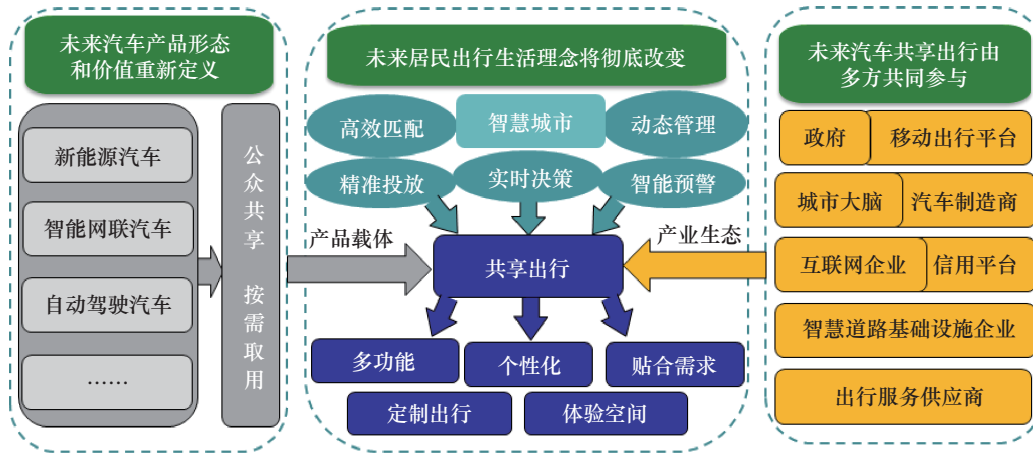 未来汽车产品形态
和价值重新定义
新能源汽车
智能网联汽车
自动驾驶汽车
……
公众共享 按需取用
产品载体
未来居民出行生活理念将彻底改变
高效匹配
智慧城市
动态管理
精准投放
实时决策
智能预警
共享出行
多功能
个性化
贴合需求
定制出行
体验空间
产业生态
未来汽车共享出行由
多方共同参与
政府
移动出行平台
城市大脑
汽车制造商
互联网企业
信用平台
智慧道路基础设施企业
出行服务供应商